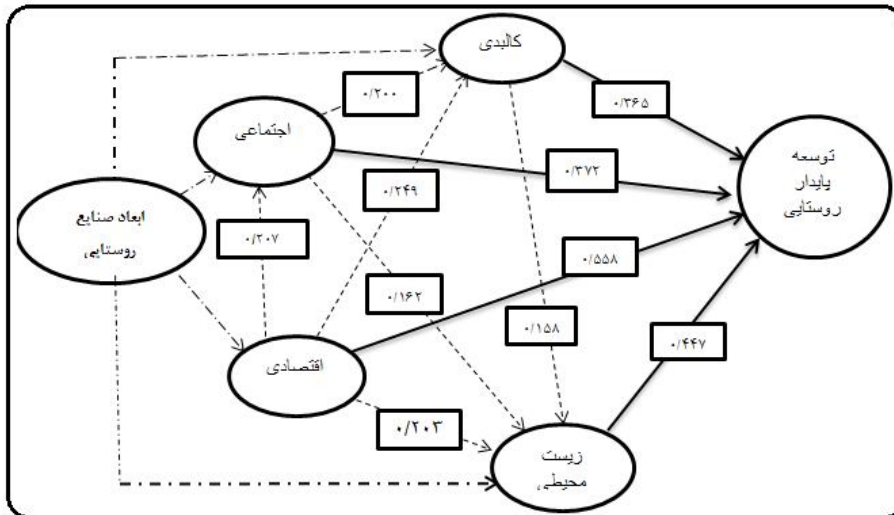 کالبدی
۰/۲۰۰
۰/۳۶۵
اجتماعی
توسعه
پایدار
روستایی
۰/۳۷۲
۰/۲۴۹
ابعاد صنایع
روستایی
۰/۲۰۷
۰/۵۵۸
۰/۱۶۲
۰/۱۵۸
۰/۴۴۷
اقتصادی
۰/۲۰۳
زیست
محیطی